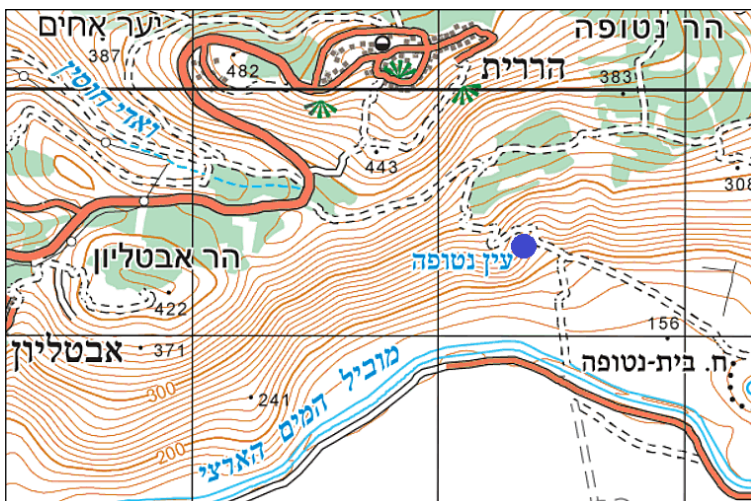 יער אחים
הר נטופה
387
482
הררית
383
ואדי חוסין
443
308
הר אבטליון
עין נטופה
422
156
אבטליון
371
מוביל המים הארצי
ח. בית-נטופה
300
241
200